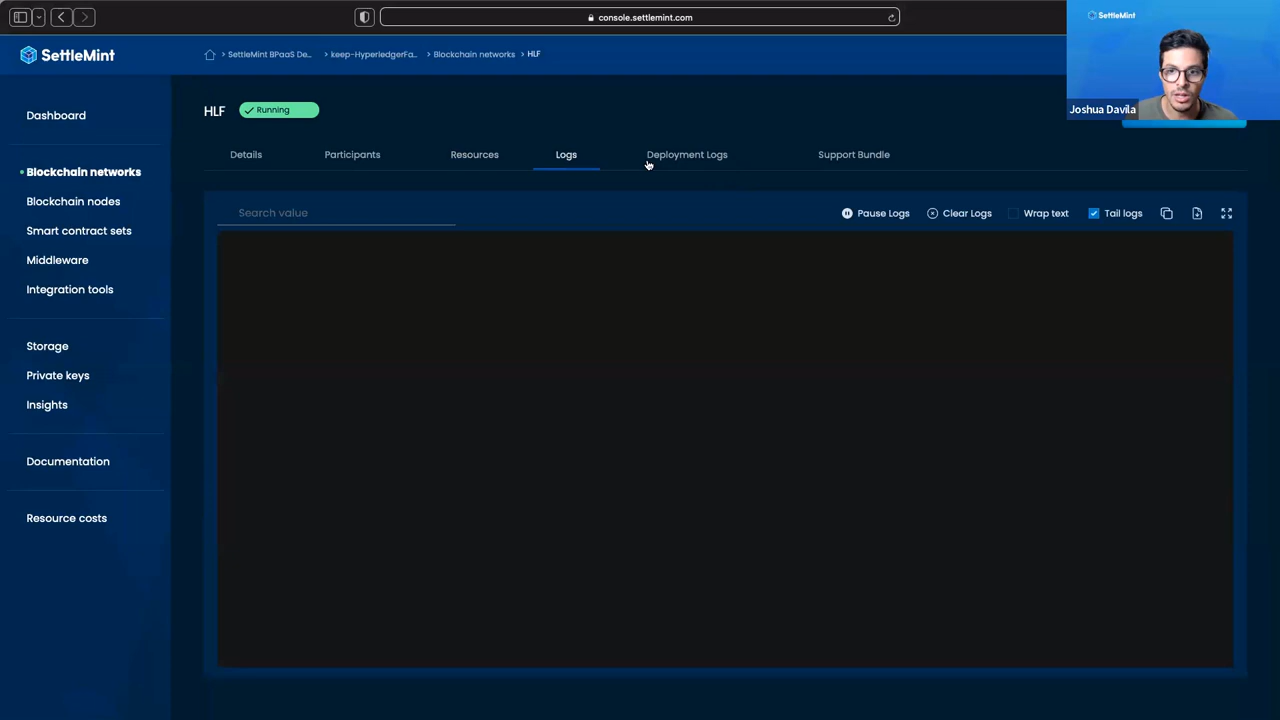 console.settlemint.com
SettleMint
SettleMint
SettleMint BPaaS De... > keep-HyperledgerFa... > Blockchain networks > HLF
Joshua Davila
HLF
Running
Details
Participants
Resources
Logs
Deployment Logs
Support Bundle
Search value
Pause Logs
Clear Logs
Wrap text
Tail logs
Dashboard
Blockchain networks
Blockchain nodes
Smart contract sets
Middleware
Integration tools
Storage
Private keys
Insights
Documentation
Resource costs